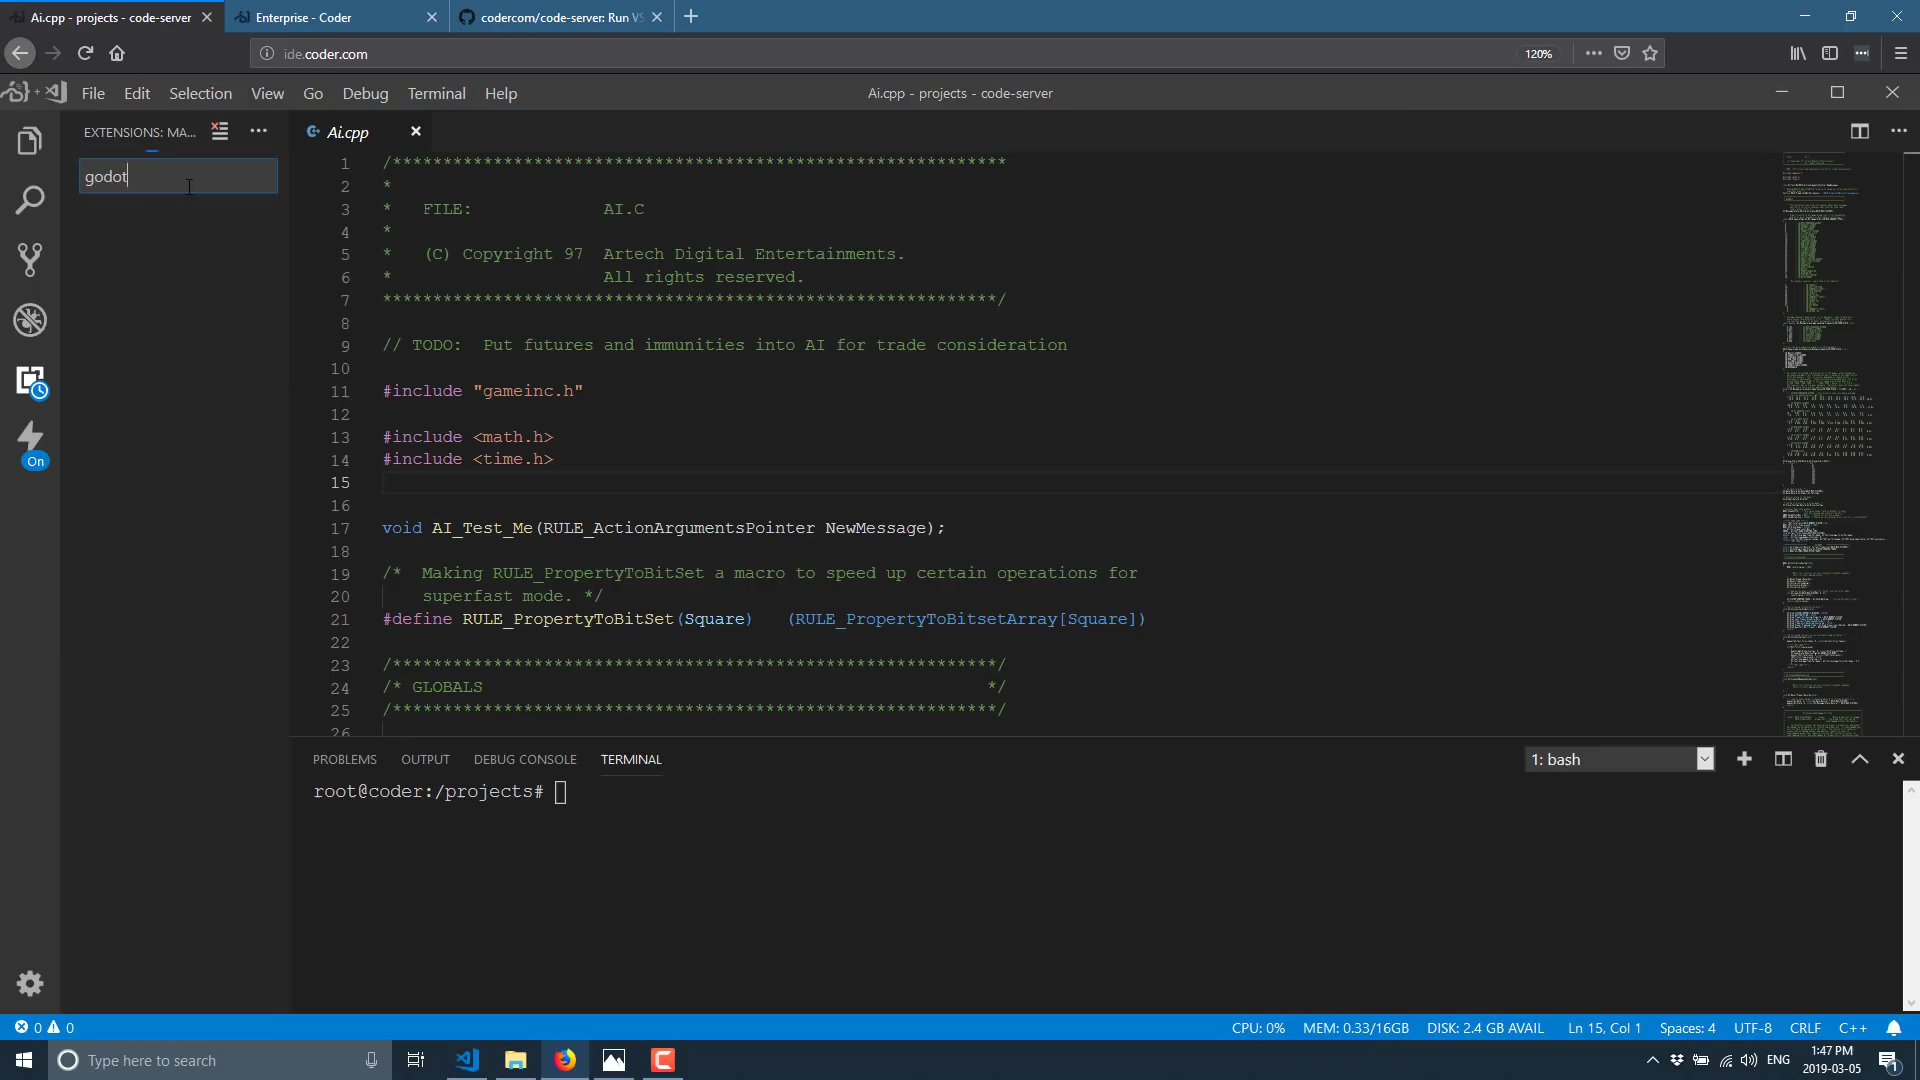 Ai.cpp - projects - code-server
Enterprise - Coder
codercom/code-server: Run VS
ide.coder.com
120%
File Edit Selection View Go Debug Terminal Help
Ai.cpp - projects - code-server
EXTENSIONS: MA...
godot
On
Ai.cpp
1 /**************************************************************
2 *
3 * FILE: AI.C
4 *
5 * (C) Copyright 97 Artech Digital Entertainments.
6 * All rights reserved.
7 **************************************************************/
8
9 // TODO: Put futures and immunities into AI for trade consideration
10
11 #include "gameinc.h"
12
13 #include <math.h>
14 #include <time.h>
15
16
17 void AI_Test_Me(RULE_ActionArgumentsPointer NewMessage);
18
19 /* Making RULE_PropertyToBitSet a macro to speed up certain operations for
20 superfast mode. */
21 #define RULE_PropertyToBitSet(Square) (RULE_PropertyToBitsetArray[Square])
22
23 /*************************************************************/
24 /* GLOBALS */
25 /*************************************************************/
26
PROBLEMS OUTPUT DEBUG CONSOLE TERMINAL
1: bash
root@coder:/projects#
0 0
CPU: 0% MEM: 0.33/16GB DISK: 2.4 GB AVAIL Ln 15, Col 1 Spaces: 4 UTF-8 CRLF C++
Type here to search
ENG
1:47 PM
2019-03-05
1